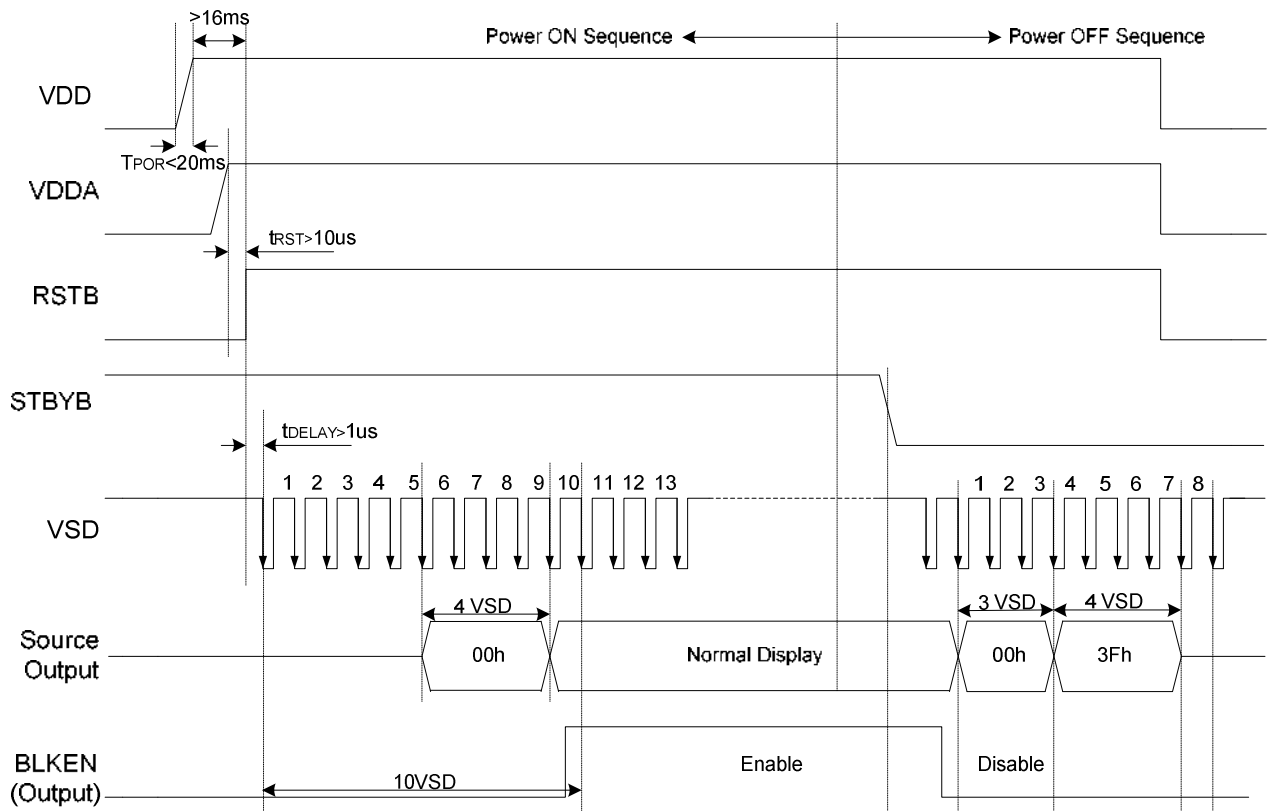 >16ms
Power ON Sequence
Power OFF Sequence
VDD
TPOR<20ms
VDDA
tRST>10us
RSTB
STBYB
tDELAY>1us
1 2 3 4 5 6 7 8 9 10 11 12 13
1 2 3 4 5 6 7 8
VSD
4 VSD
3 VSD
4 VSD
Source
Output
00h
Normal Display
00h
3Fh
BLKEN
(Output)
10VSD
Enable
Disable